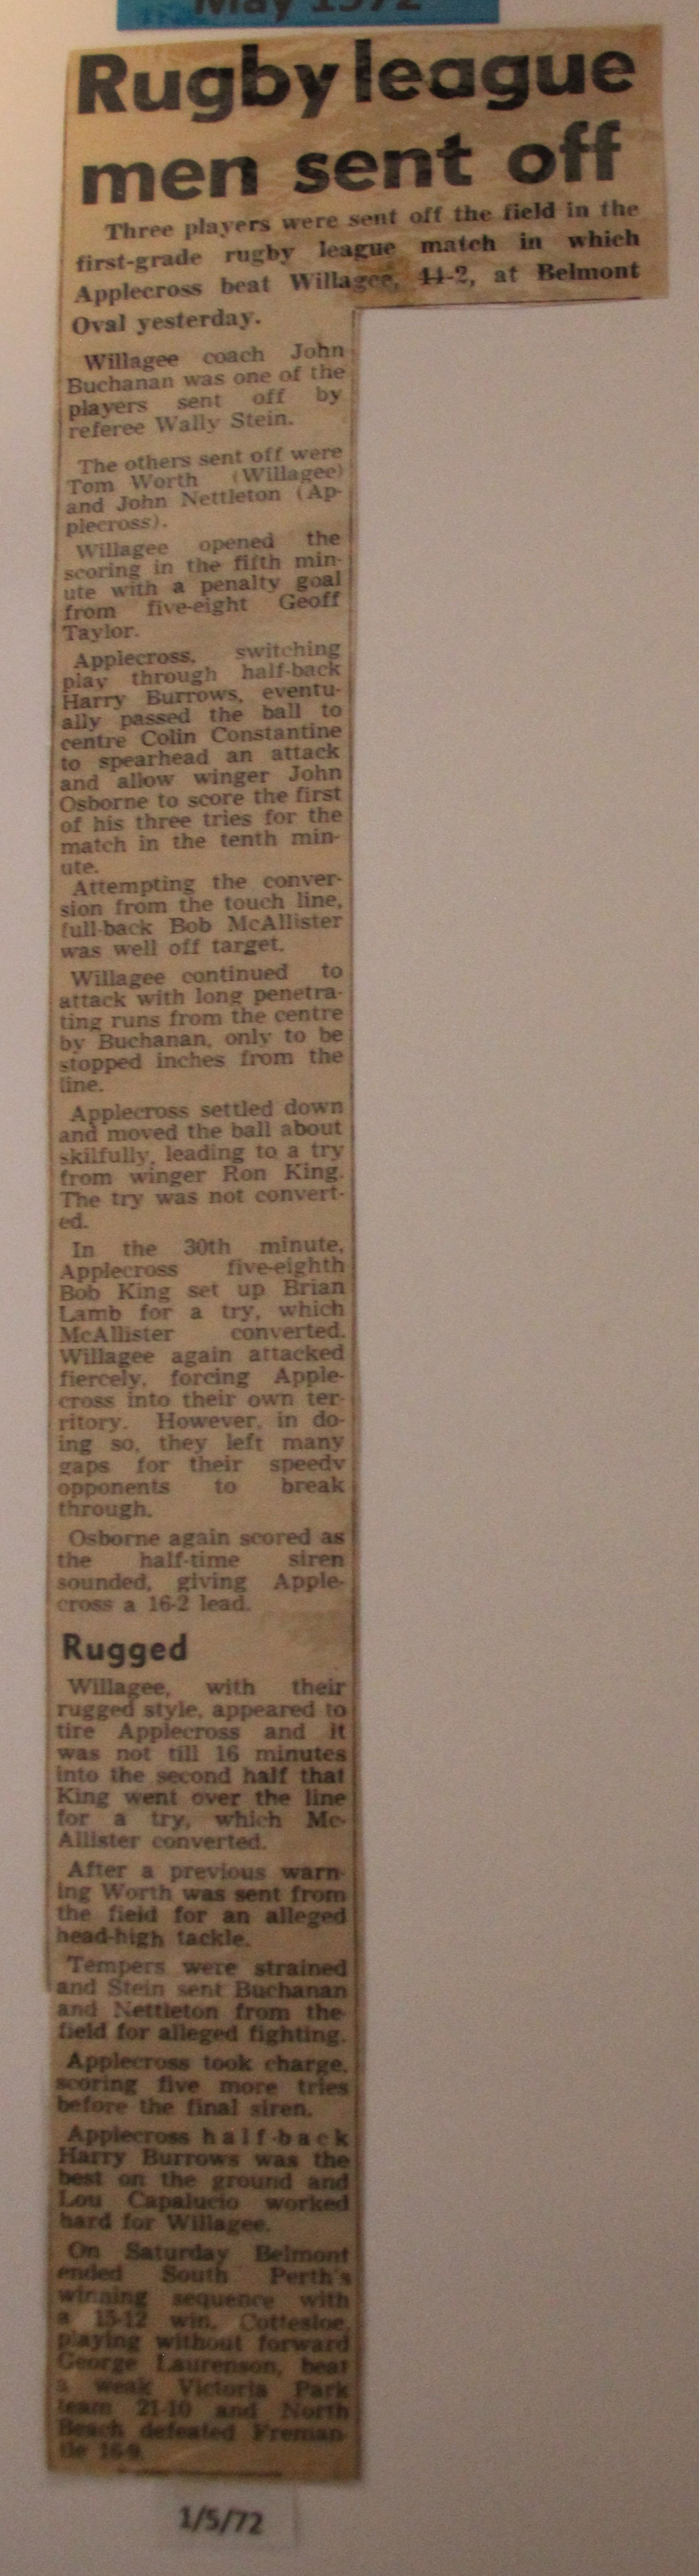 May 1972
Rugby league
men sent off
Three players were sent off the field in the
first-grade rugby league match in which
Applecross beat Willagee, 44-2, at Belmont
Oval yesterday.
Willagee coach John
Buchanan was one of the
players sent off by
referee Wally Stein.
The others sent off were
Tom Worth (Willagee)
and John Nettleton (Ap-
plecross).
Willagee opened the
scoring in the fifth min-
ute with a penalty goal
from five-eight Geoff
Taylor.
Applecross, switching
play through half-back
Harry Burrows, eventu-
ally passed the ball to
centre Colin Constantine
to spearhead an attack
and allow winger John
Osborne to score the first
of his three tries for the
match in the tenth min-
ute.
Attempting the conver-
sion from the touch line,
full-back Bob McAllister
was well off target.
Willagee continued to
attack with long penetra-
ting runs from the centre
by Buchanan, only to be
stopped inches from the
line.
Applecross settled down
and moved the ball about
skilfully, leading to a try
from winger Ron King.
The try was not convert-
ed.
In the 30th minute,
Applecross five-eighth
Bob King set up Brian
Lamb for a try, which
McAllister converted.
Willagee again attacked
fiercely, forcing Apple-
cross into their own ter-
ritory. However, in do-
ing so, they left many
gaps for their speedy
opponents to break
through.
Osborne again scored as
the half-time siren
sounded, giving Apple-
cross a 16-2 lead.
Rugged
Willagee, with their
rugged style, appeared to
tire Applecross and it
was not till 16 minutes
into the second half that
King went over the line
for a try, which Mc-
Allister converted.
After a previous warn-
ing Worth was sent from
the field for an alleged
head-high tackle.
Tempers were strained
and Stein sent Buchanan
and Nettleton from the
field for alleged fighting.
Applecross took charge,
scoring five more tries
before the final siren.
Applecross half-back
Harry Burrows was the
best on the ground and
Lou Capalucio worked
hard for Willagee.
On Saturday Belmont
ended South Perth's
winning sequence with
a 15-12 win, Cottesloe,
playing without forward
George Laurenson, beat
a weak Victoria Park
team 21-10 and North
Beach defeated Freman-
tle 16-9.
1/5/72